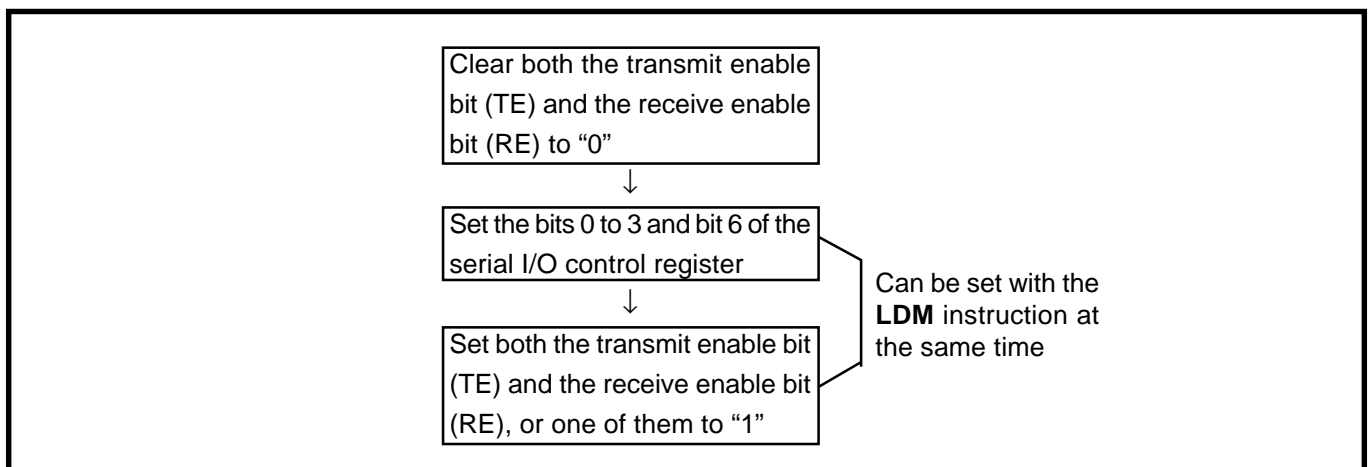 Clear both the transmit enable
bit (TE) and the receive enable
bit (RE) to “0”
↓
Set the bits 0 to 3 and bit 6 of the
serial I/O control register
↓
Set both the transmit enable bit
(TE) and the receive enable bit
(RE), or one of them to “1”
Can be set with the
LDM instruction at
the same time